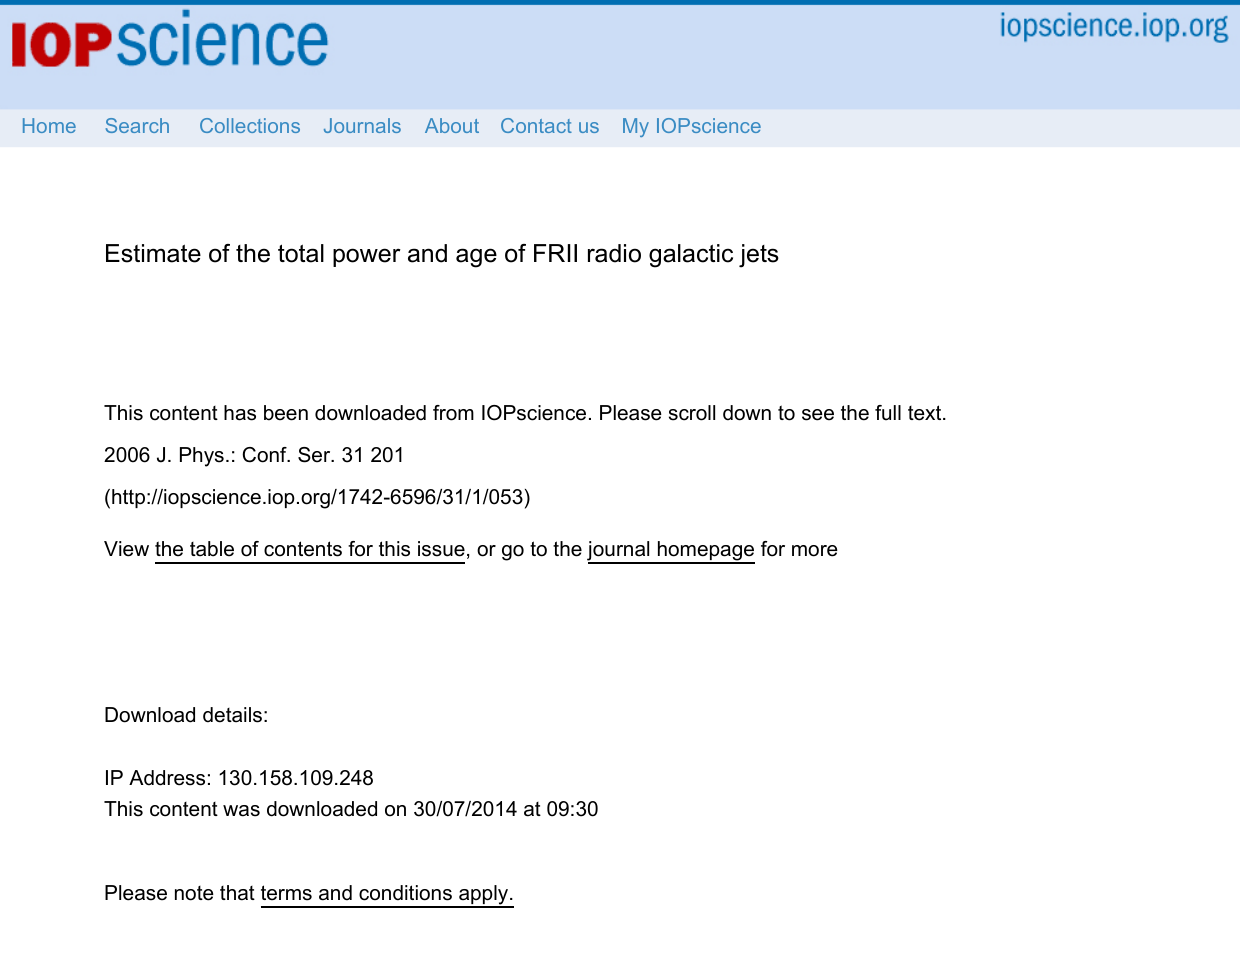 IOPscience
iopscience.iop.org
Home Search Collections Journals About Contact us My IOPscience
Estimate of the total power and age of FRII radio galactic jets
This content has been downloaded from IOPscience. Please scroll down to see the full text.
2006 J. Phys.: Conf. Ser. 31 201
(http://iopscience.iop.org/1742-6596/31/1/053)
View the table of contents for this issue, or go to the journal homepage for more
Download details:
IP Address: 130.158.109.248
This content was downloaded on 30/07/2014 at 09:30
Please note that terms and conditions apply.